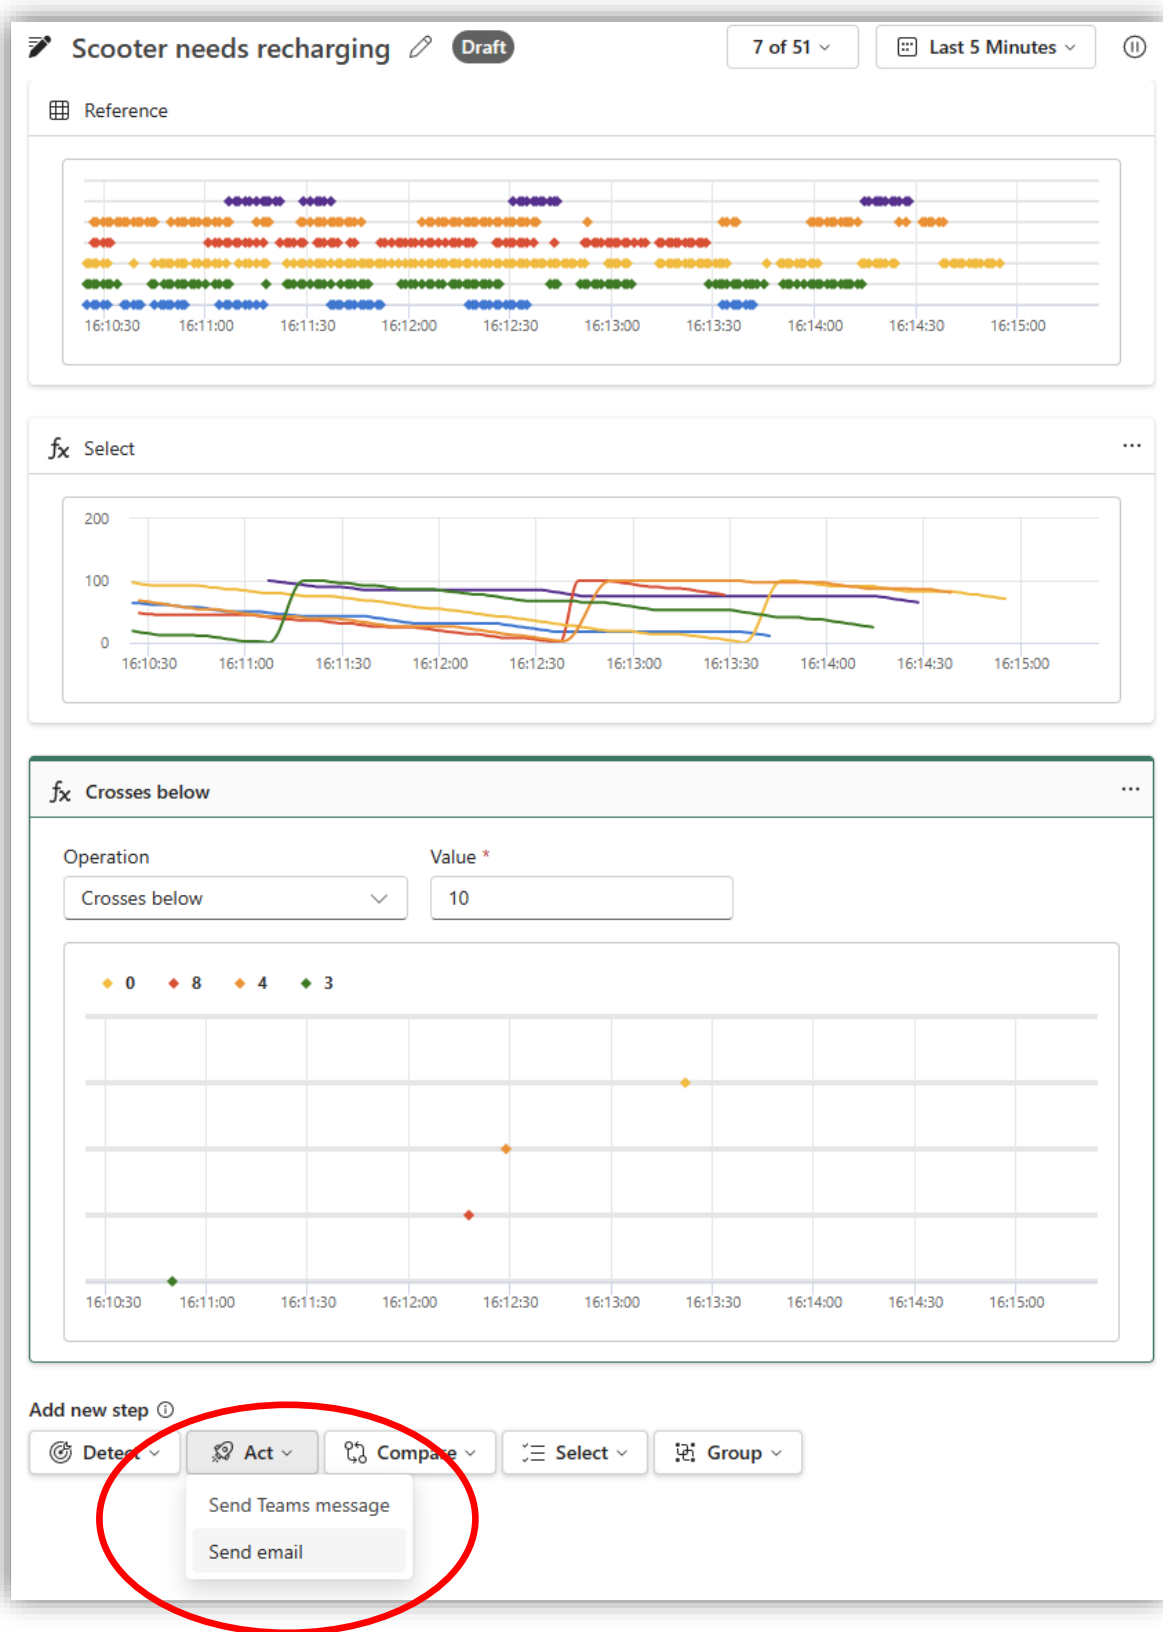 Scooter needs recharging Draft 7 of 51 Last 5 Minutes
Reference
16:10:30 16:11:00 16:11:30 16:12:00 16:12:30 16:13:00 16:13:30 16:14:00 16:14:30 16:15:00
fx Select ...
200
100
0
16:10:30 16:11:00 16:11:30 16:12:00 16:12:30 16:13:00 16:13:30 16:14:00 16:14:30 16:15:00
fx Crosses below ...
Operation Value *
Crosses below 10
0 8 4 3
16:10:30 16:11:00 16:11:30 16:12:00 16:12:30 16:13:00 16:13:30 16:14:00 16:14:30 16:15:00
Add new step
Detect Act Compare Select Group
Send Teams message
Send email